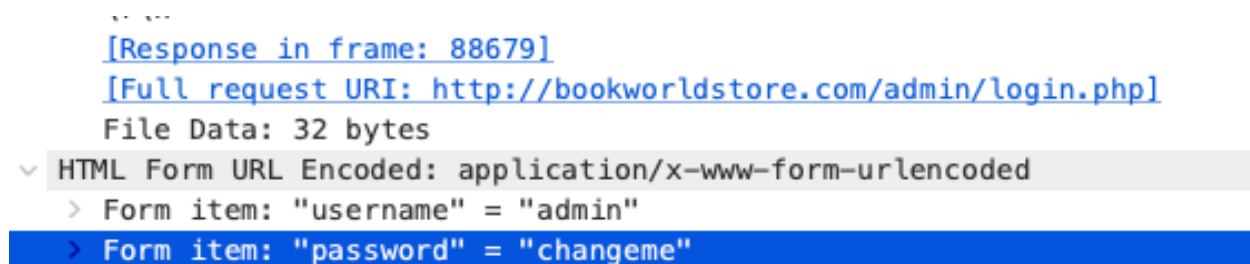 [Response in frame: 88679]
[Full request URI: http://bookworldstore.com/admin/login.php]
File Data: 32 bytes
HTML Form URL Encoded: application/x-www-form-urlencoded
Form item: "username" = "admin"
Form item: "password" = "changeme"